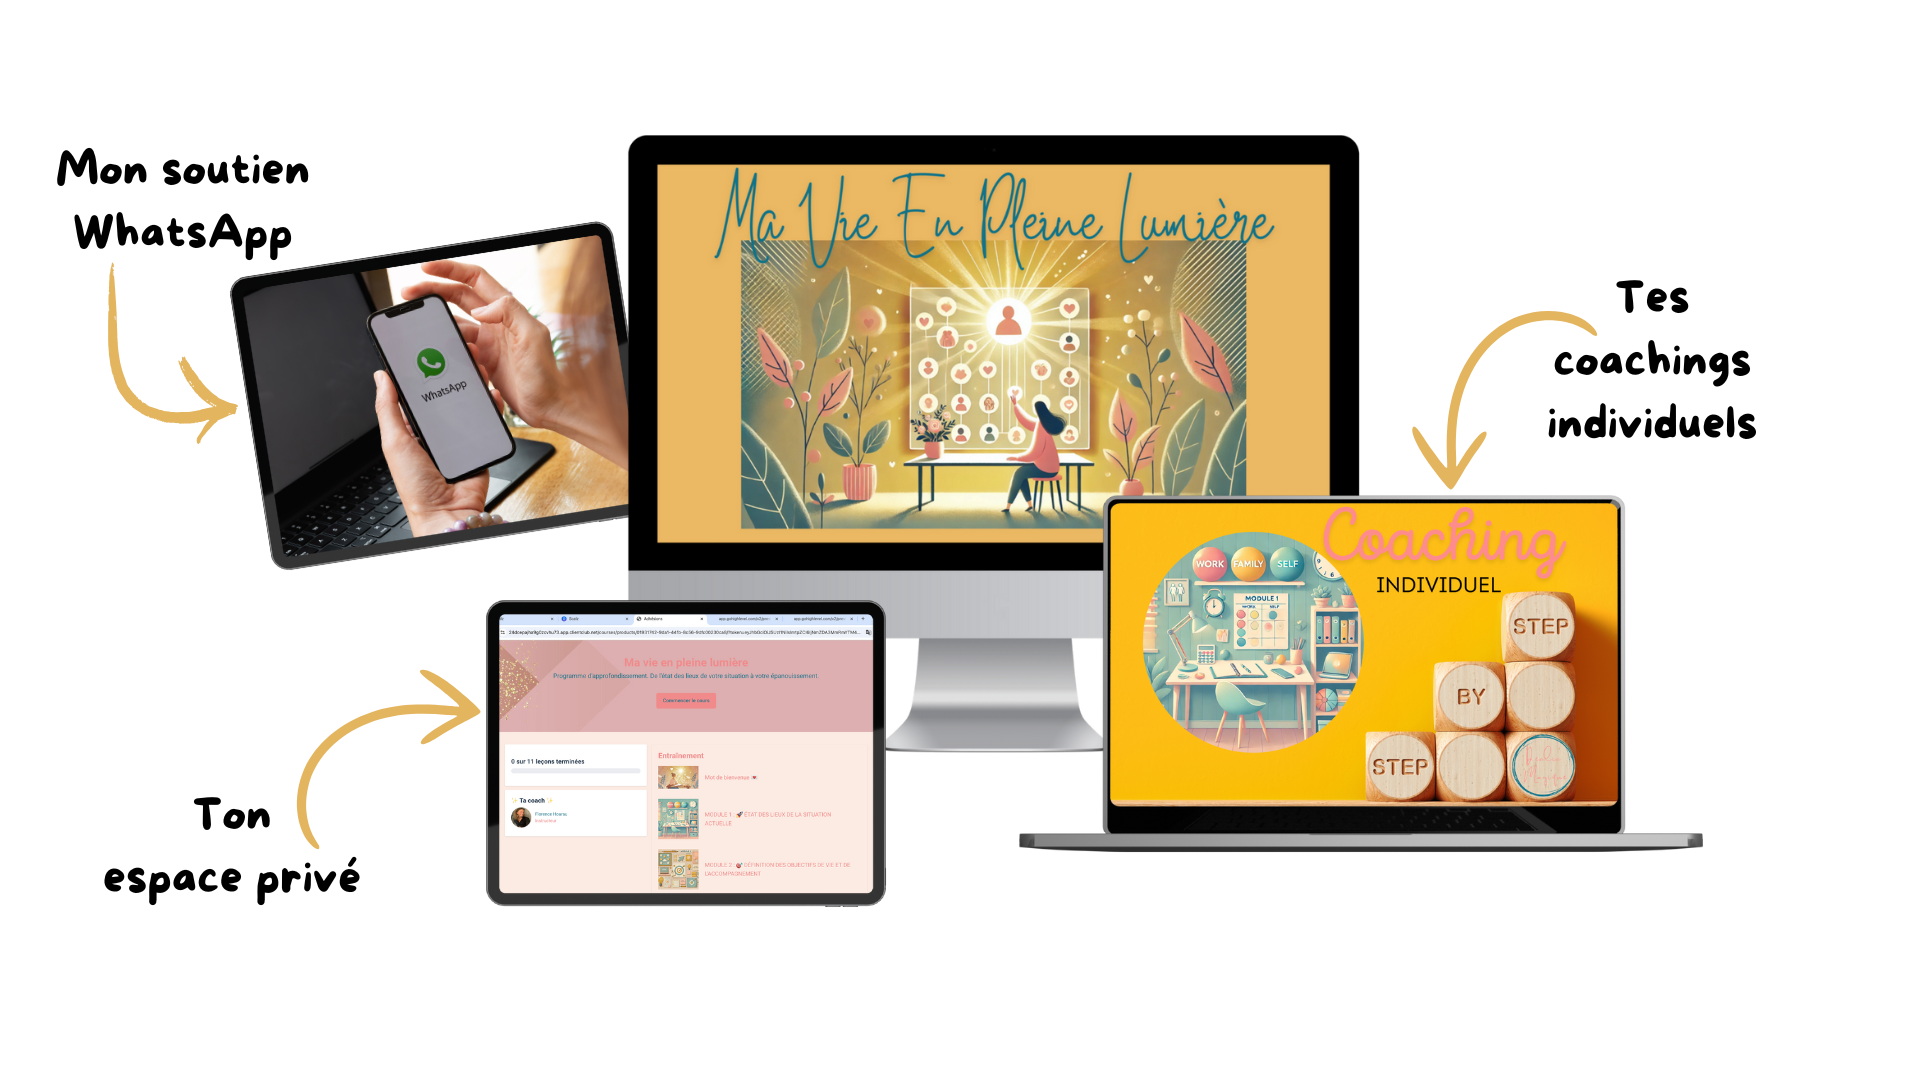 Mon soutien
WhatsApp
WhatsApp
Ma Vie En Pleine Lumière
Tes
coachings
individuels
Coaching
INDIVIDUEL
WORK
FAMILY
SELF
MODULE 1
WORK
SELF
STEP
BY
STEP
Adhésions
Ma vie en pleine lumière
Programme d'approfondissement. De l'état des lieux de votre situation à votre épanouissement
Commencer le cours
0 sur 11 leçons terminées
✨ Ta coach ✨
Entraînement
Mot de bienvenue 💌
MODULE 1 : 🚀 ÉTAT DES LIEUX DE LA SITUATION
ACTUELLE
MODULE 2 : 🎯 DÉFINITION DES OBJECTIFS DE VIE ET DE
L'ACCOMPAGNEMENT
Ton
espace privé